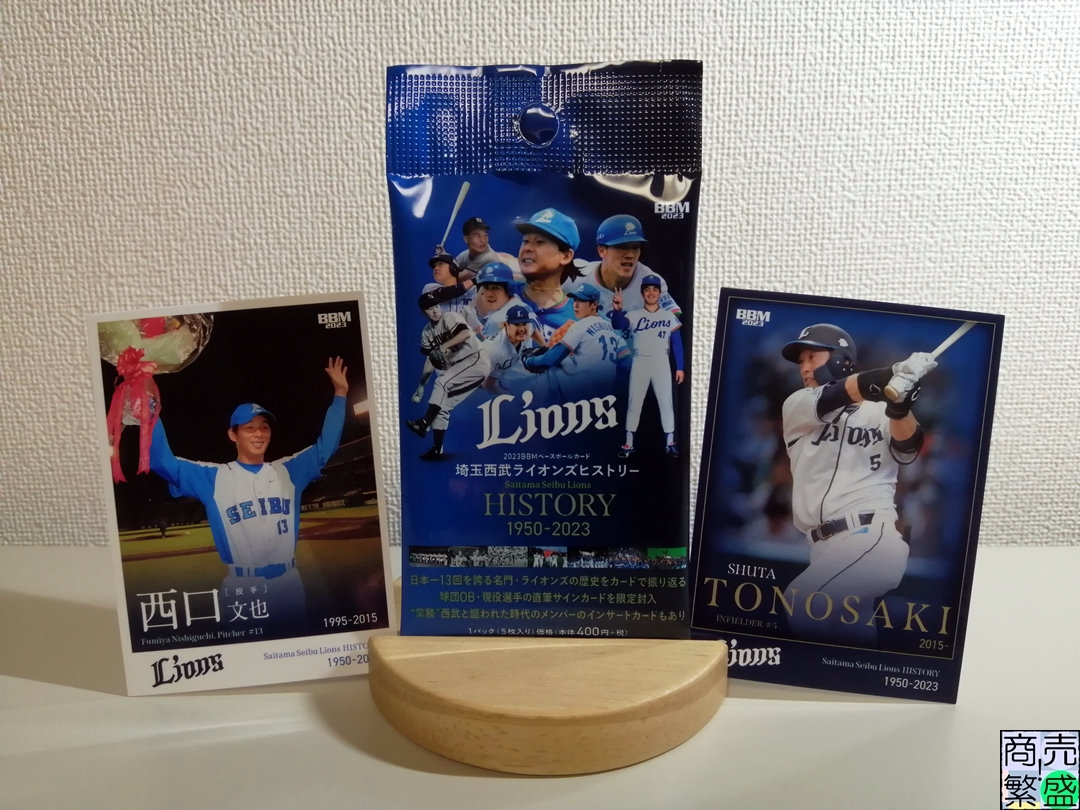 BBM
2023
SEIBU
13
西口
[投手]
文也
1995-2015
Fumiya Nishiguchi, Pitcher #13
Lions
Saitama Seibu Lions
1950-20
BBM
2023
Lions
47
13
Lions
2023BBMベースボールカード
埼玉西武ライオンズヒストリー
Saitama Seibu Lions
HISTORY
1950-2023
日本一13回を誇る名門・ライオンズの歴史をカードで振り返る
球団OB・現役選手の直筆サインカードを限定封入
"常勝"西武と謳われた時代のメンバーのインサートカードもあり
1パック(5枚入り)価格(本体400円+税)
BBM
2023
Lions
5
SHUTA
TONOSAKI
INFIELDER #5
2015-
Lions
Saitama Seibu Lions HISTORY
1950-2023
商売
繁盛
!